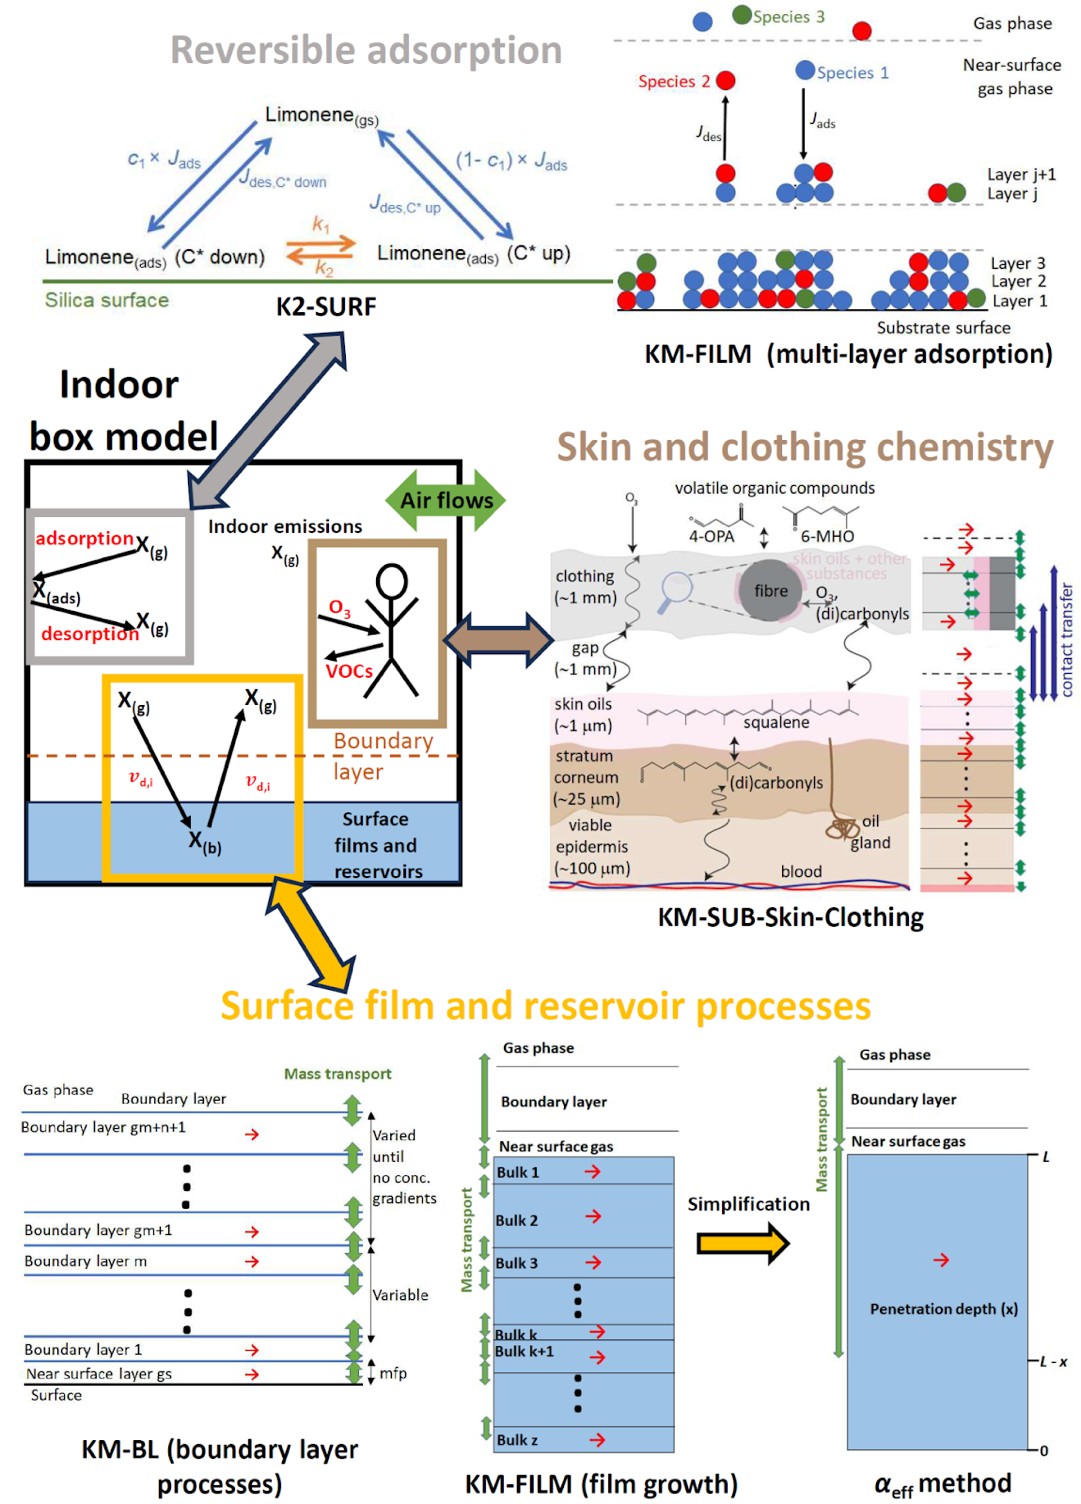 Reversible adsorption
Limonene(gs)
c1 × Jads
Jdes,C* down
(1- c1) × Jads
Jdes,C* up
k1
k2
Limonene(ads) (C* down)
Limonene(ads) (C* up)
Silica surface
K2-SURF
Species 3
Gas phase
Near-surface
gas phase
Species 2
Species 1
Jdes
Jads
Layer j+1
Layer j
Layer 3
Layer 2
Layer 1
Substrate surface
KM-FILM (multi-layer adsorption)
Indoor
box model
Air flows
Indoor emissions
X(g)
adsorption
X(g)
X(ads)
desorption
X(g)
O3
VOCs
X(g)
X(g)
Boundary
layer
vd,i
vd,i
X(b)
Surface
films and
reservoirs
Skin and clothing chemistry
O3
volatile organic compounds
4-OPA
6-MHO
skin oils + other
substances
clothing
(~1 mm)
fibre
O3,
(di)carbonyls
gap
(~1 mm)
skin oils
(~1 µm)
squalene
stratum
corneum
(~25 µm)
(di)carbonyls
viable
epidermis
(~100 µm)
oil
gland
blood
contact transfer
KM-SUB-Skin-Clothing
Surface film and reservoir processes
Mass transport
Gas phase
Boundary layer
Boundary layer gm+n+1
Varied
until
no conc.
gradients
Boundary layer gm+1
Boundary layer m
Variable
Boundary layer 1
Near surface layer gs
mfp
Surface
KM-BL (boundary layer
processes)
Gas phase
Boundary layer
Near surface gas
Mass transport
Bulk 1
Bulk 2
Bulk 3
Bulk k
Bulk k+1
Bulk z
KM-FILM (film growth)
Simplification
Gas phase
Boundary layer
Near surface gas
Mass transport
L
Penetration depth (x)
L - x
0
αeff method